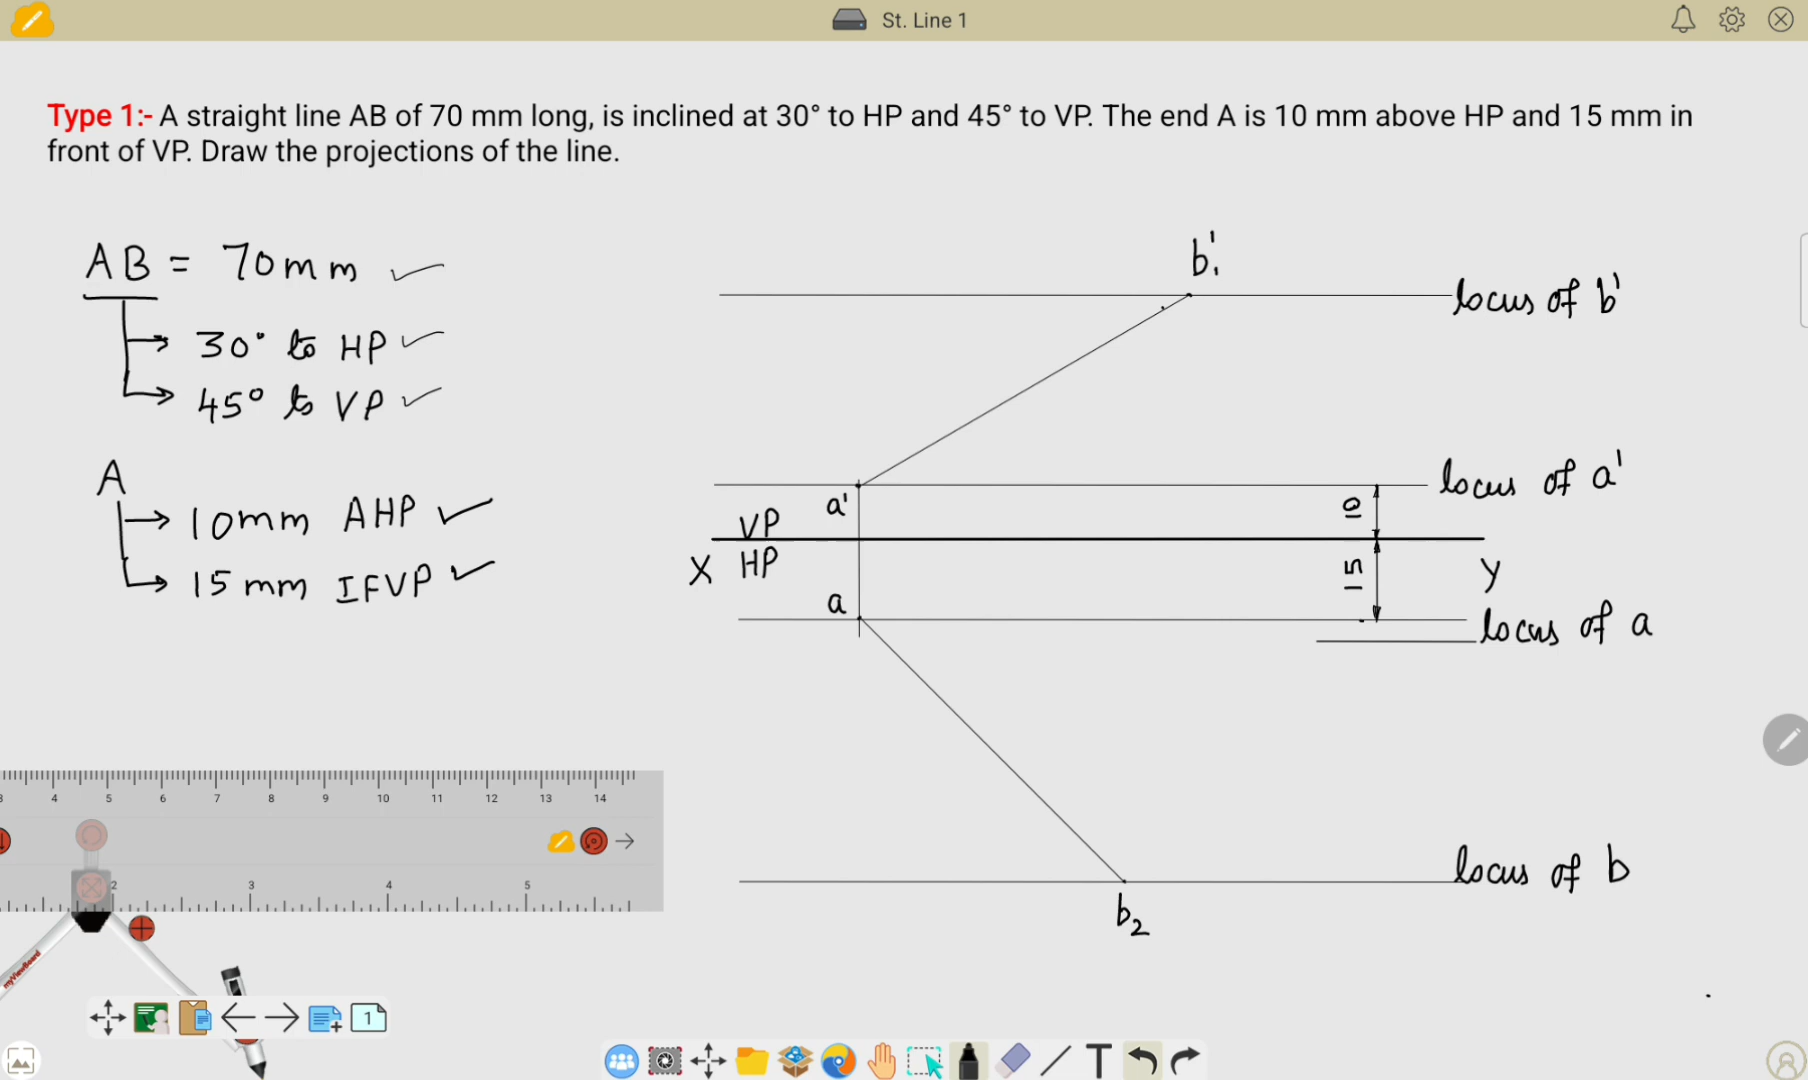 St. Line 1
Type 1:- A straight line AB of 70 mm long, is inclined at 30° to HP and 45° to VP. The end A is 10 mm above HP and 15 mm in
front of VP. Draw the projections of the line.
AB = 70mm
30° to HP
45° to VP
A
10mm AHP
15mm IFVP
b'₁
locus of b'
locus of a'
a'
10
VP
X HP
15
Y
a
locus of a
locus of b
b₂
3 4 5 6 7 8 9 10 11 12 13 14
2 3 4 5
myViewBoard
1
T